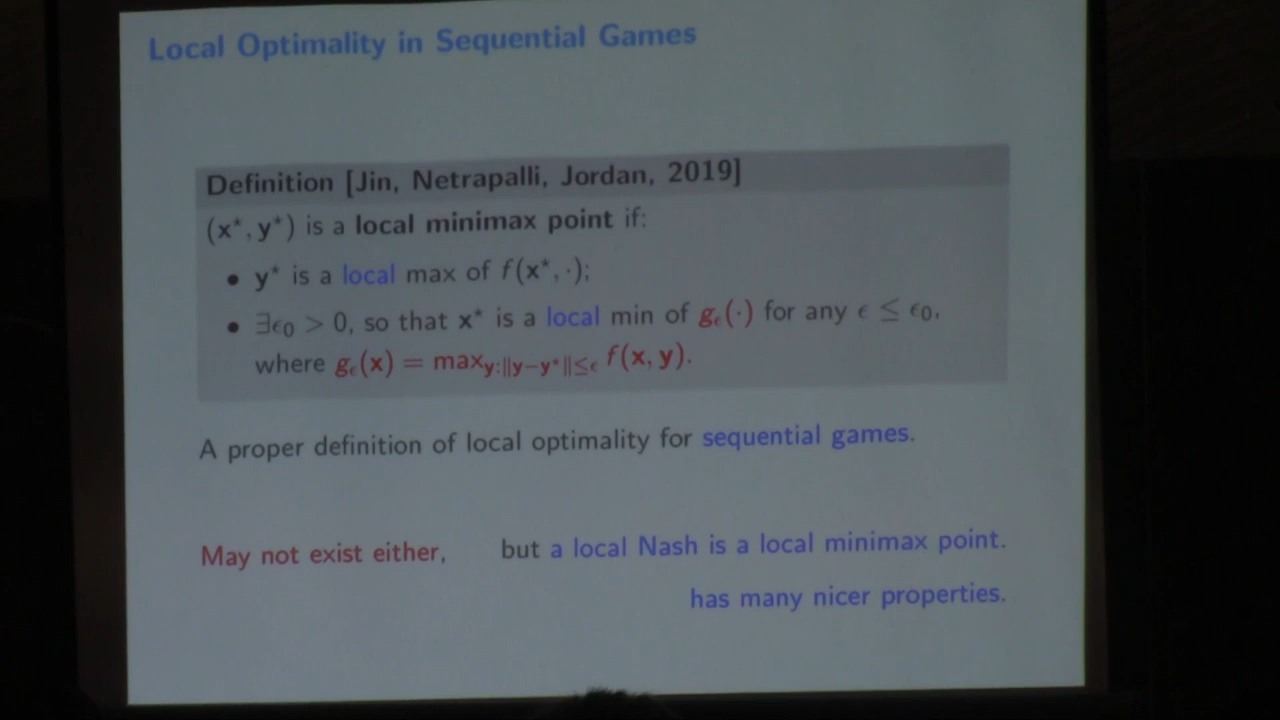 Local Optimality in Sequential Games
Definition [Jin, Netrapalli, Jordan, 2019]
(x*, y*) is a local minimax point if:
• y* is a local max of f(x*, ·);
• ∃ϵ₀ > 0, so that x* is a local min of gϵ(·) for any ϵ ≤ ϵ₀,
where gϵ(x) = max_y:‖y−y*‖≤ϵ f(x, y).
A proper definition of local optimality for sequential games.
May not exist either, but a local Nash is a local minimax point.
has many nicer properties.